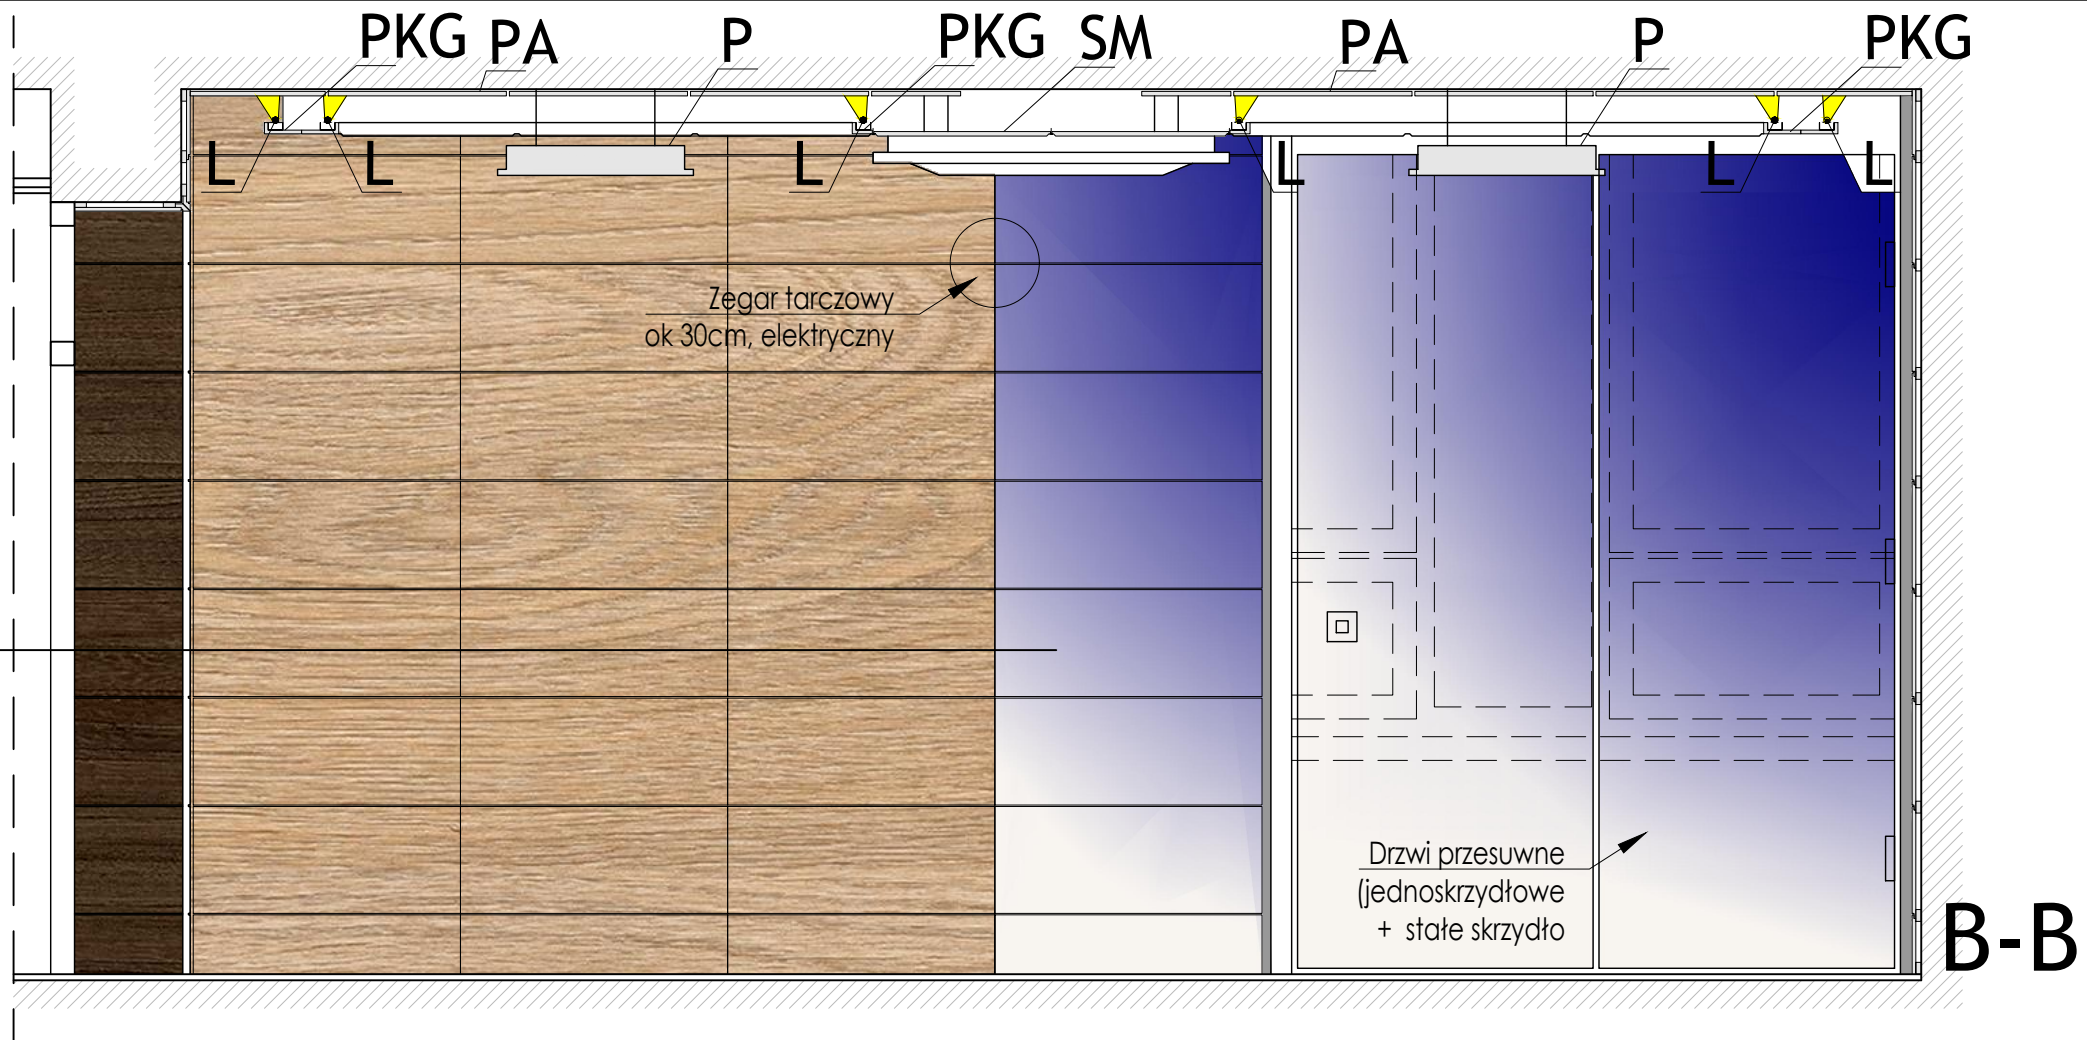 PKG PA P PKG SM PA P PKG
L L L L L L
Zegar tarczowy
ok 30cm, elektryczny
Drzwi przesuwne
(jednoskrzydłowe
+ stałe skrzydło
B-B